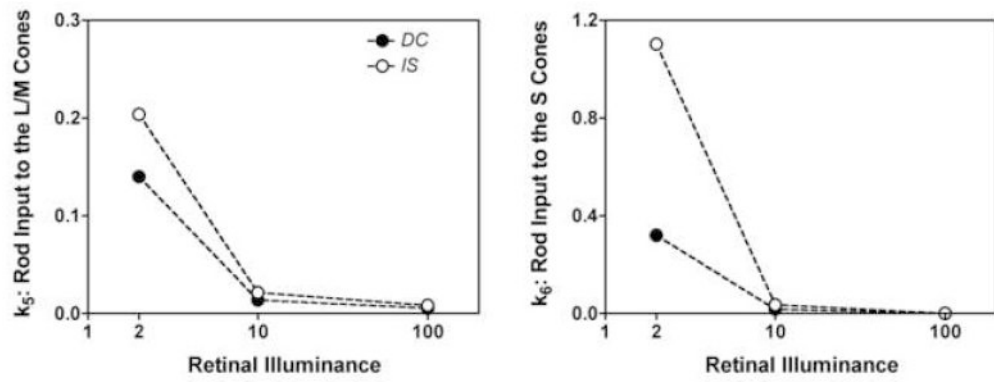 k5: Rod Input to the L/M Cones
0.3
0.2
0.1
0.0
1
2
10
100
Retinal Illuminance
DC
IS
k6: Rod Input to the S Cones
1.2
0.8
0.4
0.0
1
2
10
100
Retinal Illuminance